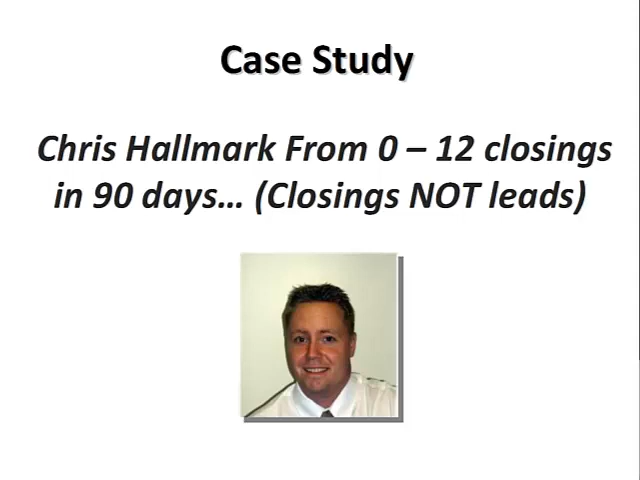 Case Study
Chris Hallmark From 0 – 12 closings
in 90 days... (Closings NOT leads)